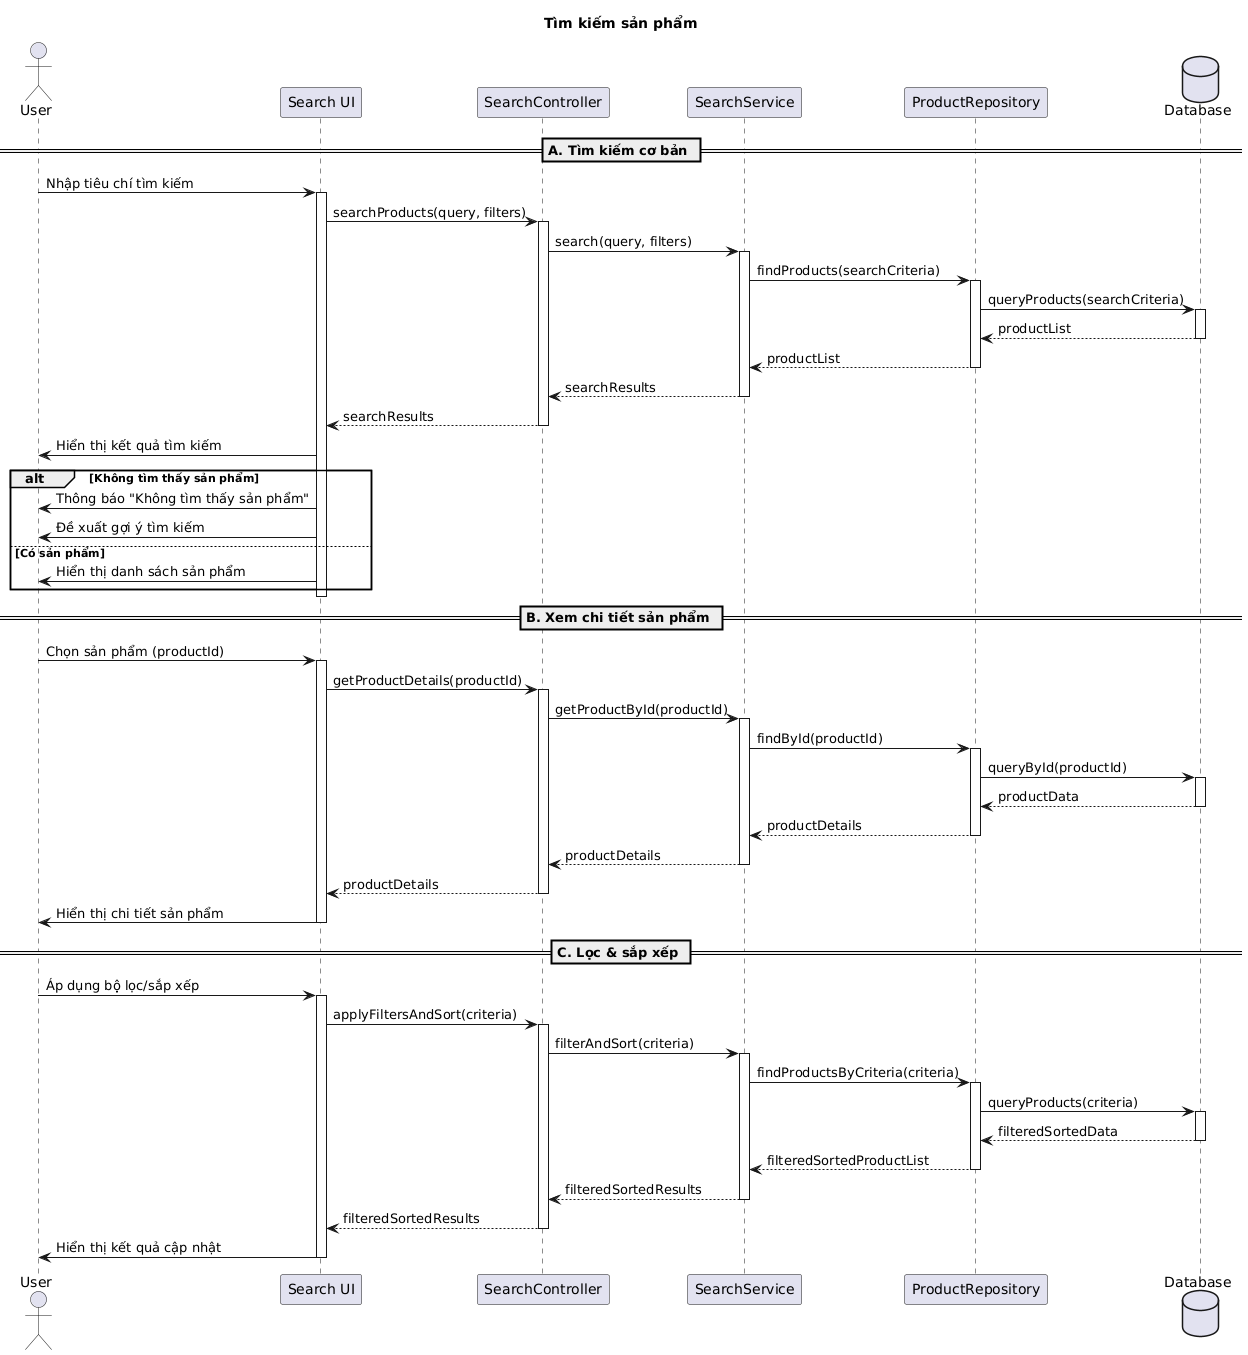 Tìm kiếm sản phẩm
User
Search UI
SearchController
SearchService
ProductRepository
Database
A. Tìm kiếm cơ bản
Nhập tiêu chí tìm kiếm
searchProducts(query, filters)
search(query, filters)
findProducts(searchCriteria)
queryProducts(searchCriteria)
productList
productList
searchResults
searchResults
Hiển thị kết quả tìm kiếm
alt [Không tìm thấy sản phẩm]
Thông báo "Không tìm thấy sản phẩm"
Đề xuất gợi ý tìm kiếm
[Có sản phẩm]
Hiển thị danh sách sản phẩm
B. Xem chi tiết sản phẩm
Chọn sản phẩm (productId)
getProductDetails(productId)
getProductById(productId)
findById(productId)
queryById(productId)
productData
productDetails
productDetails
productDetails
Hiển thị chi tiết sản phẩm
C. Lọc & sắp xếp
Áp dụng bộ lọc/sắp xếp
applyFiltersAndSort(criteria)
filterAndSort(criteria)
findProductsByCriteria(criteria)
queryProducts(criteria)
filteredSortedData
filteredSortedProductList
filteredSortedResults
filteredSortedResults
Hiển thị kết quả cập nhật
User
Search UI
SearchController
SearchService
ProductRepository
Database